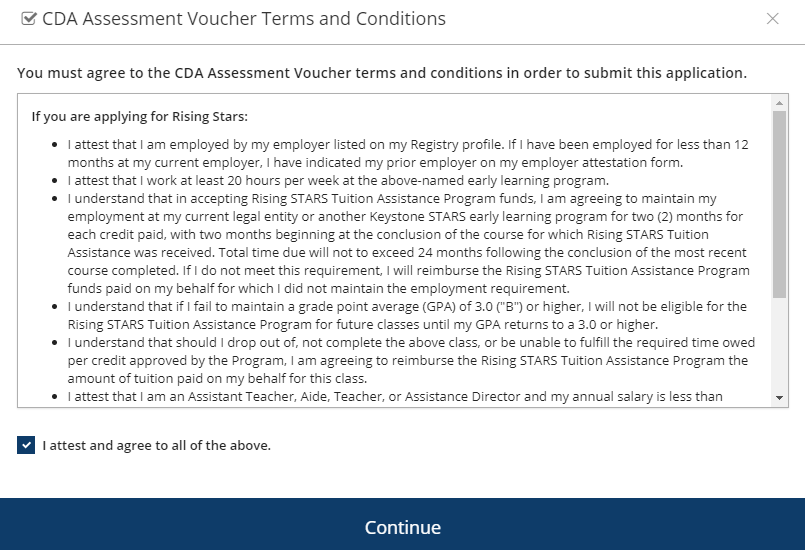 CDA Assessment Voucher Terms and Conditions
You must agree to the CDA Assessment Voucher terms and conditions in order to submit this application.
If you are applying for Rising Stars:
• I attest that I am employed by my employer listed on my Registry profile. If I have been employed for less than 12
months at my current employer, I have indicated my prior employer on my employer attestation form.
• I attest that I work at least 20 hours per week at the above-named early learning program.
• I understand that in accepting Rising STARS Tuition Assistance Program funds, I am agreeing to maintain my
employment at my current legal entity or another Keystone STARS early learning program for two (2) months for
each credit paid, with two months beginning at the conclusion of the course for which Rising STARS Tuition
Assistance was received. Total time due will not to exceed 24 months following the conclusion of the most recent
course completed. If I do not meet this requirement, I will reimburse the Rising STARS Tuition Assistance Program
funds paid on my behalf for which I did not maintain the employment requirement.
• I understand that if I fail to maintain a grade point average (GPA) of 3.0 ("B") or higher, I will not be eligible for the
Rising STARS Tuition Assistance Program for future classes until my GPA returns to a 3.0 or higher.
• I understand that should I drop out of, not complete the above class, or be unable to fulfill the required time owed
per credit approved by the Program, I am agreeing to reimburse the Rising STARS Tuition Assistance Program the
amount of tuition paid on my behalf for this class.
• I attest that I am an Assistant Teacher, Aide, Teacher, or Assistance Director and my annual salary is less than
I attest and agree to all of the above.
Continue